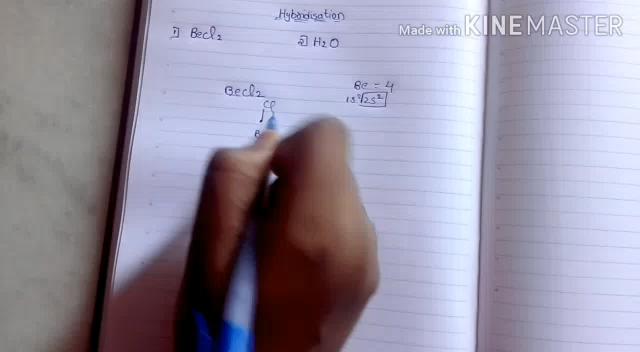 Made with KINEMASTER
Hybridisation
1] BeCl2
2] H2O
BeCl2
Be = 4
1s² 2s²
Cl